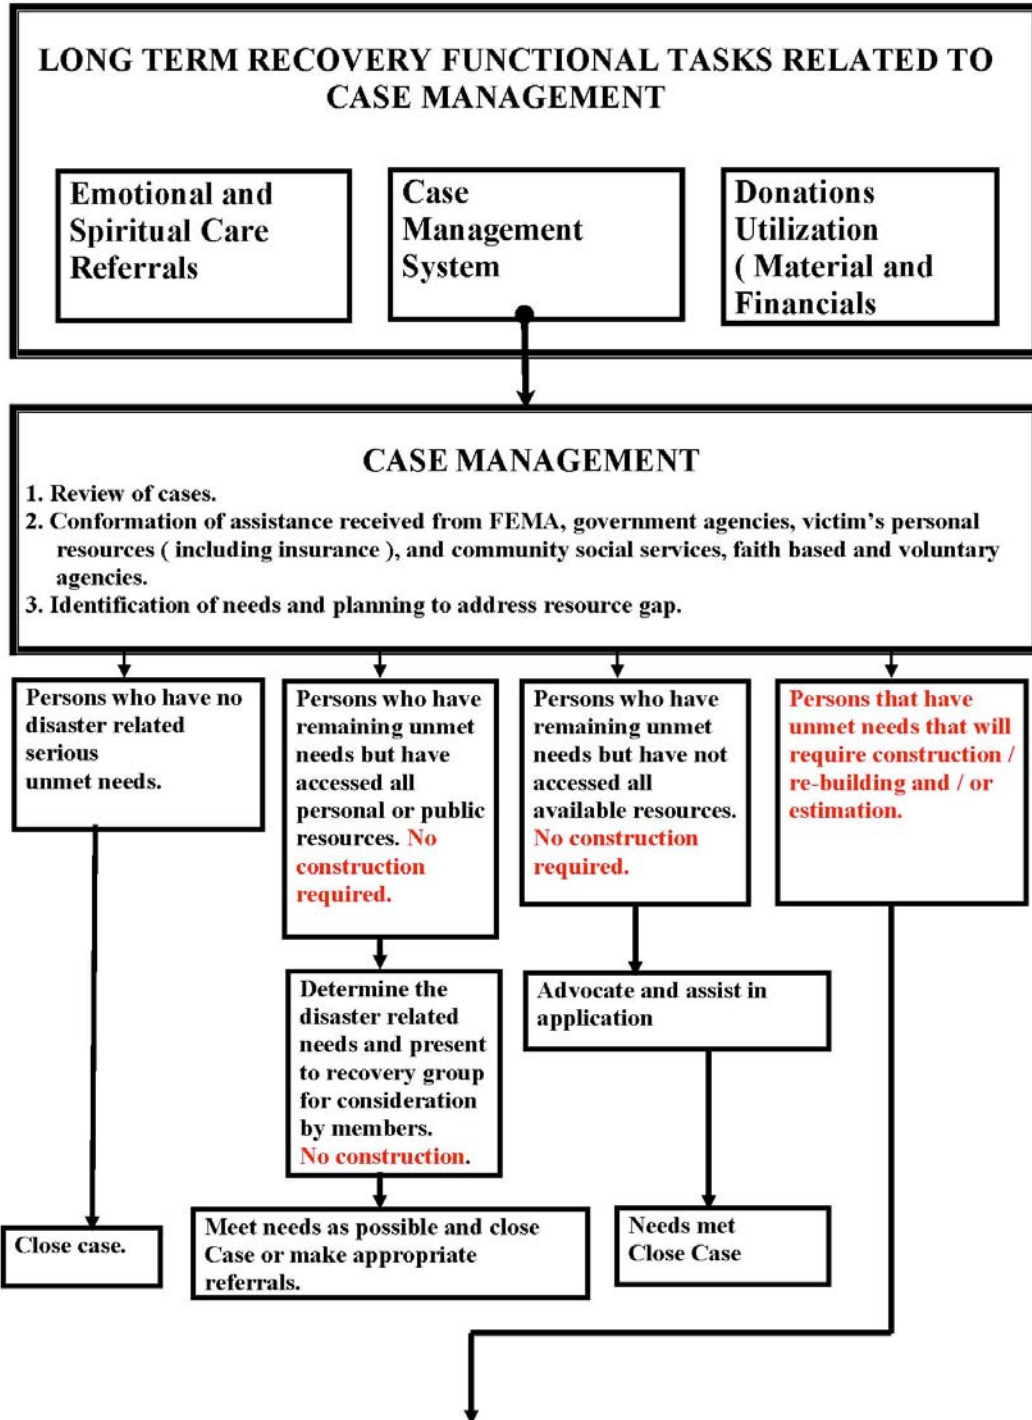 LONG TERM RECOVERY FUNCTIONAL TASKS RELATED TO
CASE MANAGEMENT
Emotional and
Spiritual Care
Referrals
Case
Management
System
Donations
Utilization
( Material and
Financials
CASE MANAGEMENT
1. Review of cases.
2. Conformation of assistance received from FEMA, government agencies, victim's personal
resources ( including insurance ), and community social services, faith based and voluntary
agencies.
3. Identification of needs and planning to address resource gap.
Persons who have no
disaster related
serious
unmet needs.
Persons who have
remaining unmet
needs but have
accessed all
personal or public
resources. No
construction
required.
Persons who have
remaining unmet
needs but have not
accessed all
available resources.
No construction
required.
Persons that have
unmet needs that will
require construction /
re-building and / or
estimation.
Determine the
disaster related
needs and present
to recovery group
for consideration
by members.
No construction.
Advocate and assist in
application
Close case.
Meet needs as possible and close
Case or make appropriate
referrals.
Needs met
Close Case